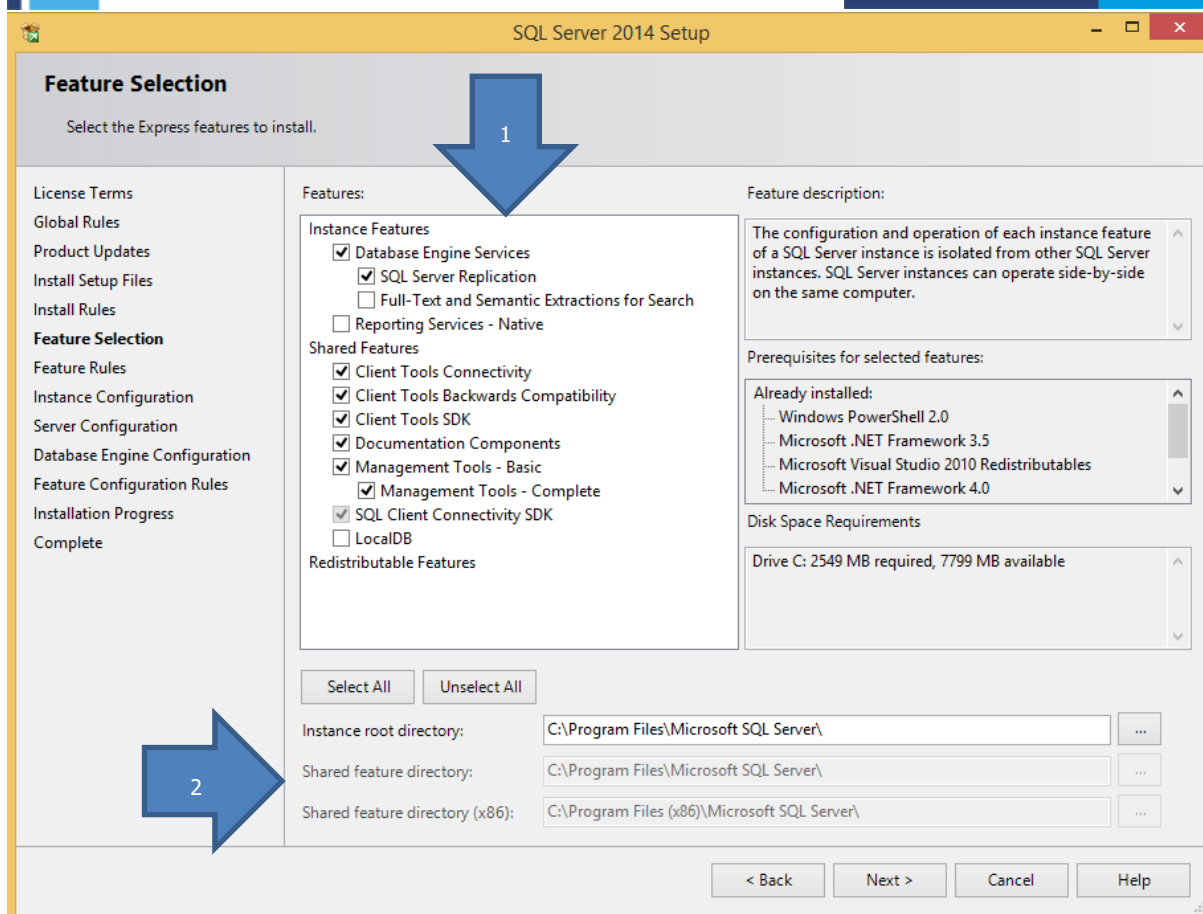 SQL Server 2014 Setup
Feature Selection
Select the Express features to install.
1
License Terms
Global Rules
Product Updates
Install Setup Files
Install Rules
Feature Selection
Feature Rules
Instance Configuration
Server Configuration
Database Engine Configuration
Feature Configuration Rules
Installation Progress
Complete
Features:
Instance Features
Database Engine Services
SQL Server Replication
Full-Text and Semantic Extractions for Search
Reporting Services - Native
Shared Features
Client Tools Connectivity
Client Tools Backwards Compatibility
Client Tools SDK
Documentation Components
Management Tools - Basic
Management Tools - Complete
SQL Client Connectivity SDK
LocalDB
Redistributable Features
Feature description:
The configuration and operation of each instance feature
of a SQL Server instance is isolated from other SQL Server
instances. SQL Server instances can operate side-by-side
on the same computer.
Prerequisites for selected features:
Already installed:
Windows PowerShell 2.0
Microsoft .NET Framework 3.5
Microsoft Visual Studio 2010 Redistributables
Microsoft .NET Framework 4.0
Disk Space Requirements
Drive C: 2549 MB required, 7799 MB available
Select All
Unselect All
Instance root directory:
C:\Program Files\Microsoft SQL Server\
...
2
Shared feature directory:
C:\Program Files\Microsoft SQL Server\
...
Shared feature directory (x86):
C:\Program Files (x86)\Microsoft SQL Server\
...
< Back
Next >
Cancel
Help